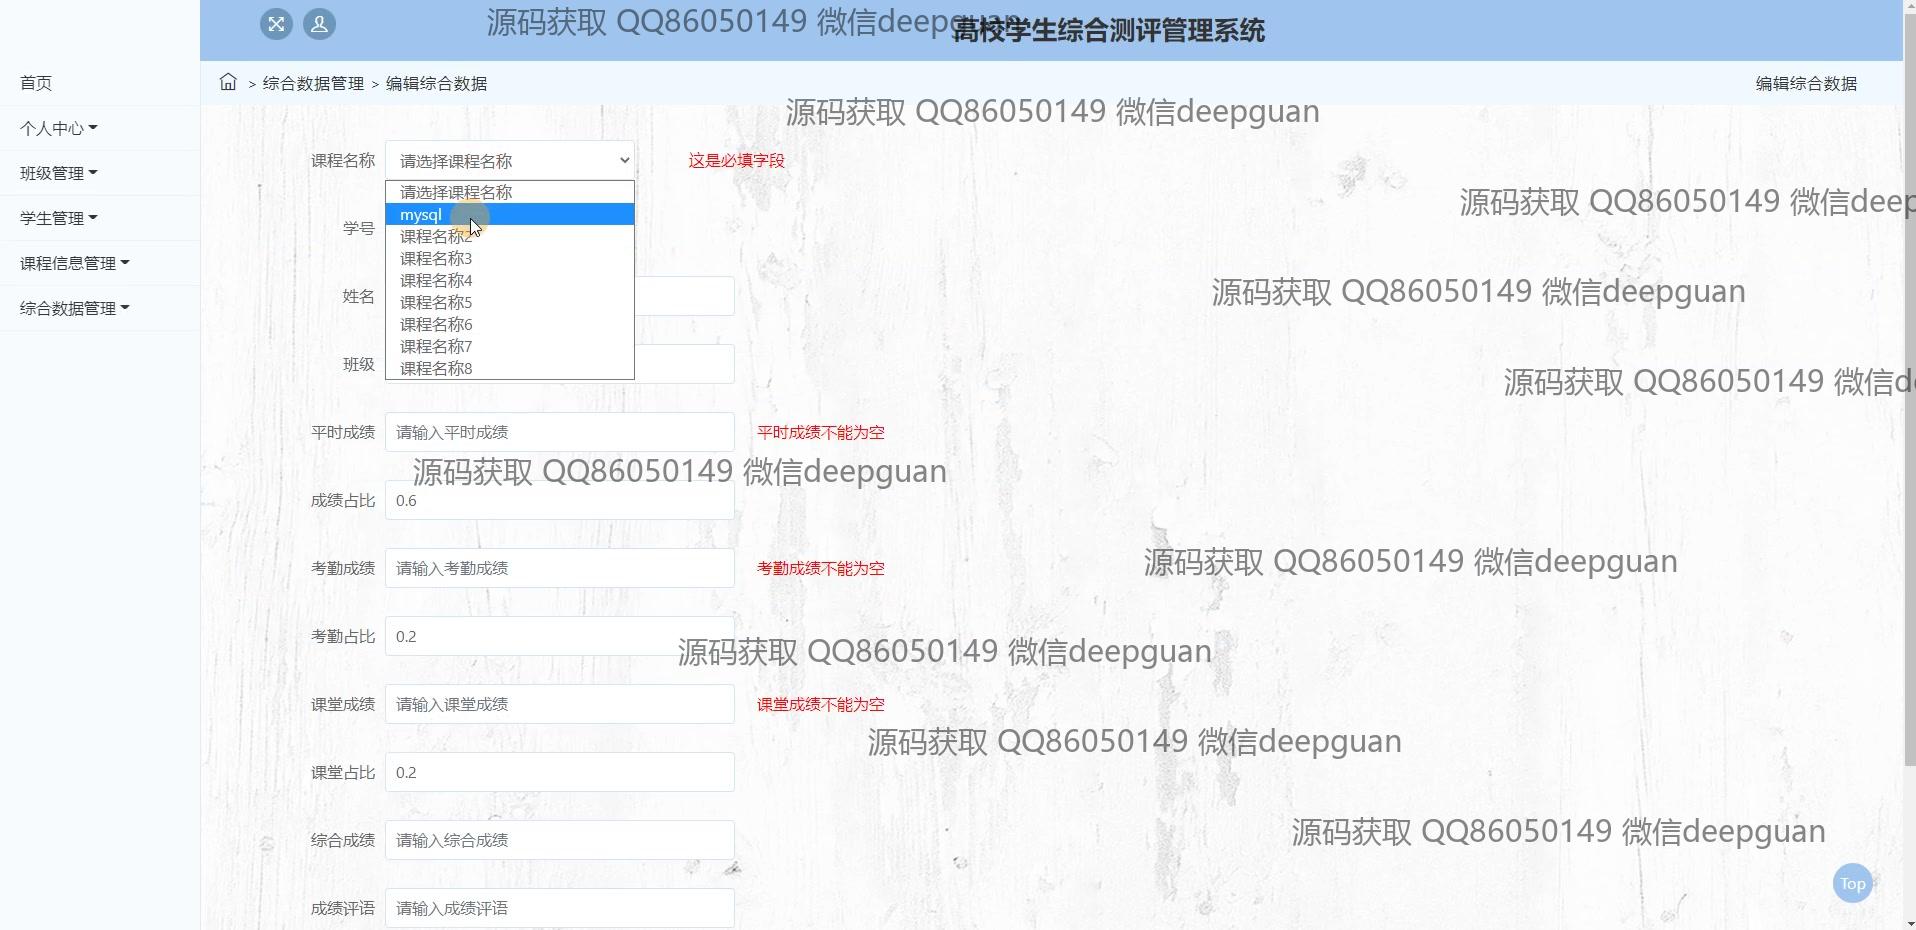 源码获取 QQ86050149 微信deepguan
高校学生综合测评管理系统
首页
个人中心
班级管理
学生管理
课程信息管理
综合数据管理
> 综合数据管理 > 编辑综合数据
编辑综合数据
源码获取 QQ86050149 微信deepguan
课程名称 请选择课程名称 这是必填字段
请选择课程名称
mysql
课程名称2
课程名称3
课程名称4
课程名称5
课程名称6
课程名称7
课程名称8
源码获取 QQ86050149 微信deep
学号
源码获取 QQ86050149 微信deepguan
姓名
班级
源码获取 QQ86050149 微信d
平时成绩 请输入平时成绩 平时成绩不能为空
源码获取 QQ86050149 微信deepguan
成绩占比 0.6
源码获取 QQ86050149 微信deepguan
考勤成绩 请输入考勤成绩 考勤成绩不能为空
考勤占比 0.2
源码获取 QQ86050149 微信deepguan
课堂成绩 请输入课堂成绩 课堂成绩不能为空
源码获取 QQ86050149 微信deepguan
课堂占比 0.2
源码获取 QQ86050149 微信deepguan
综合成绩 请输入综合成绩
Top
成绩评语 请输入成绩评语